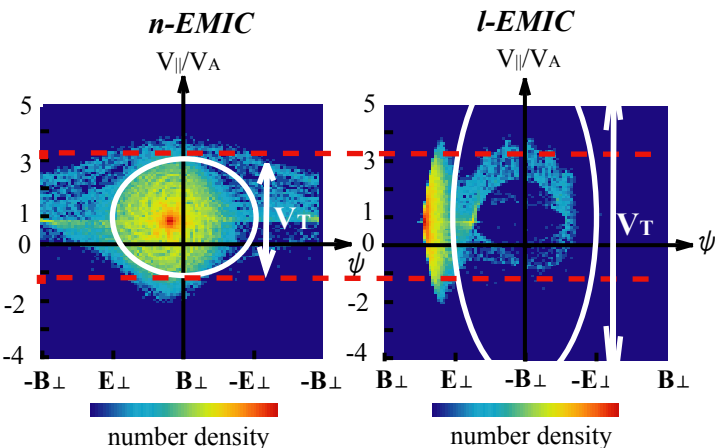 n-EMIC
V||/VA
5
3
1
0
-2
-4
VT
ψ
-B⊥ E⊥ B⊥ -E⊥ -B⊥
number density
l-EMIC
V||/VA
5
3
1
0
-2
-4
VT
ψ
B⊥ E⊥ -B⊥ -E⊥ B⊥
number density